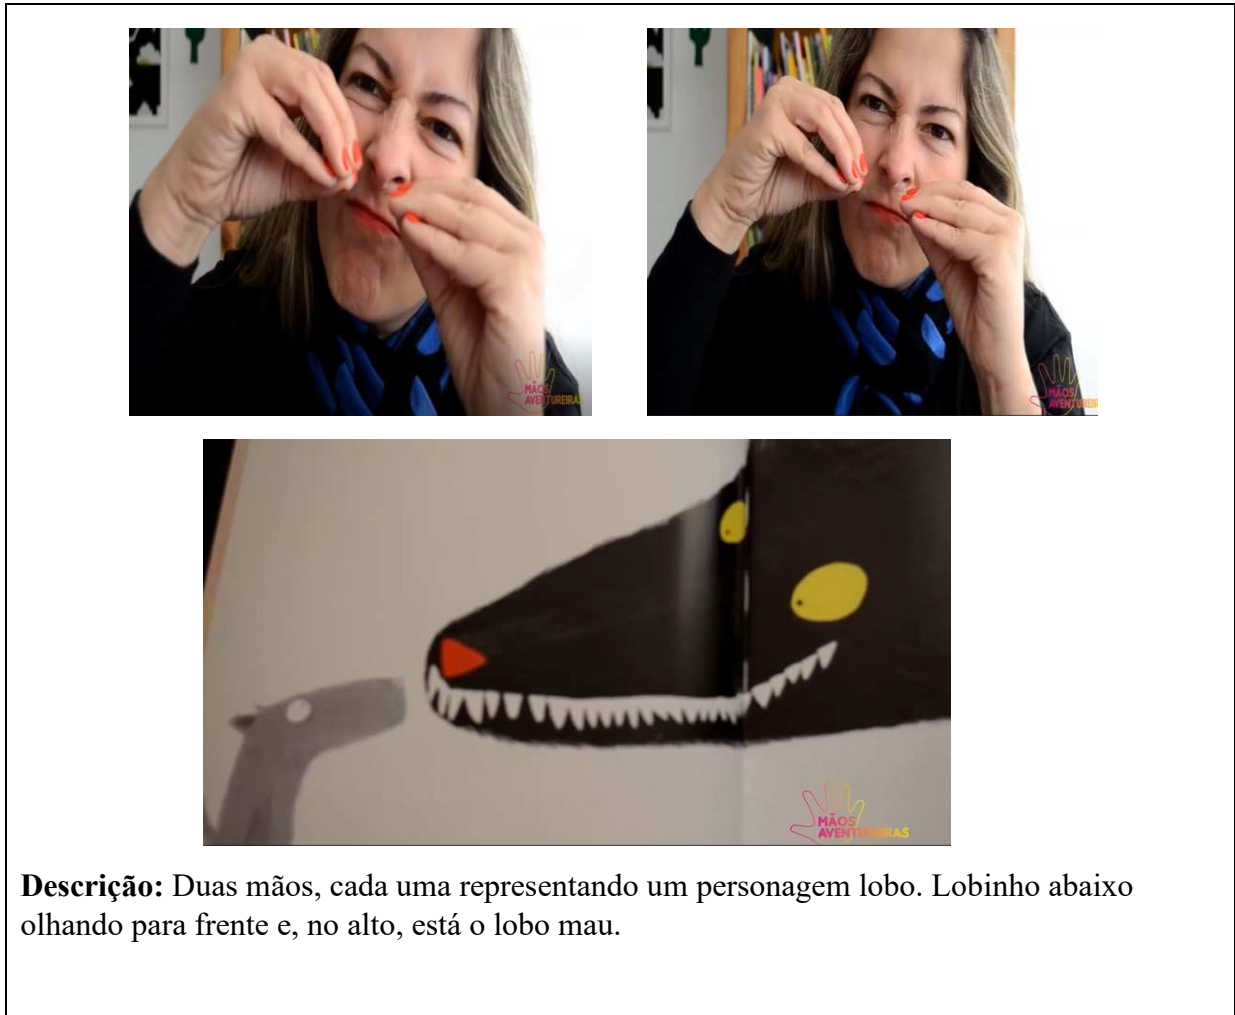 MÃOS
AVENTUREIRAS
MÃOS
AVENTUREIR
MÃOS
AVENTUREIRAS
Descrição: Duas mãos, cada uma representando um personagem lobo. Lobinho abaixo
olhando para frente e, no alto, está o lobo mau.